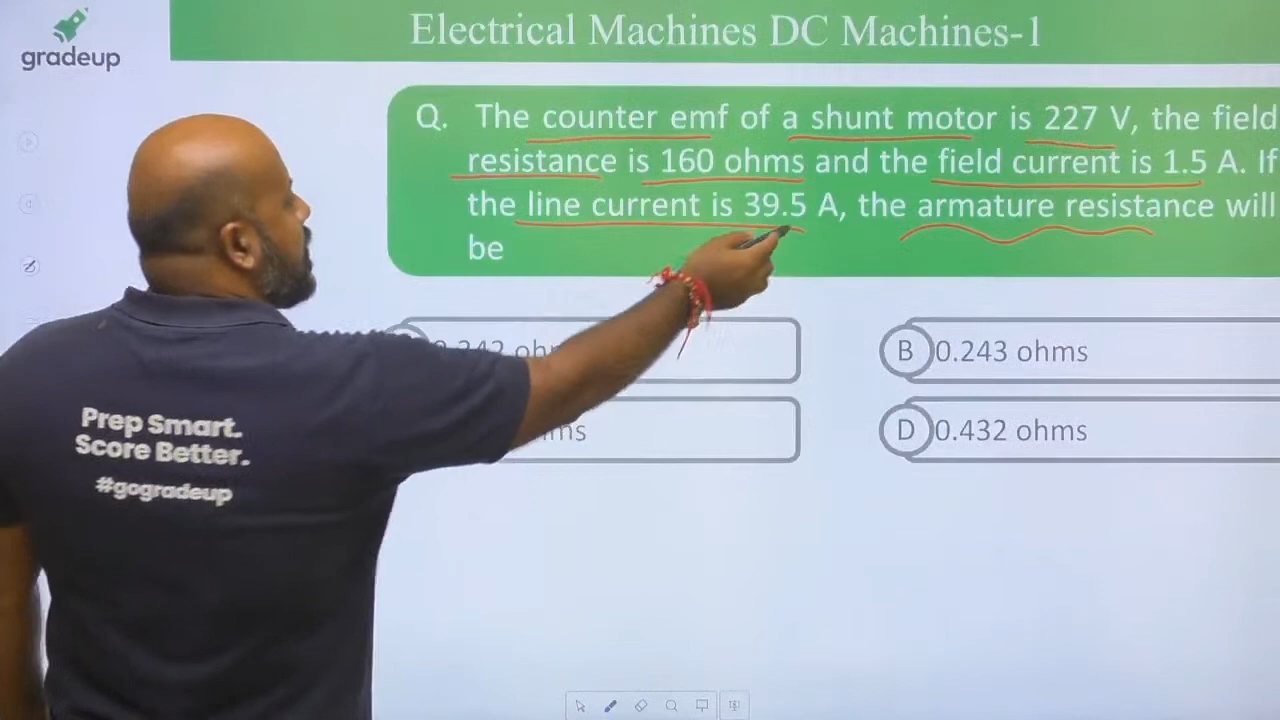 gradeup
Electrical Machines DC Machines-1
Q. The counter emf of a shunt motor is 227 V, the field
resistance is 160 ohms and the field current is 1.5 A. If
the line current is 39.5 A, the armature resistance will
be
B 0.243 ohms
D 0.432 ohms
Prep Smart.
Score Better.
#gogradeup